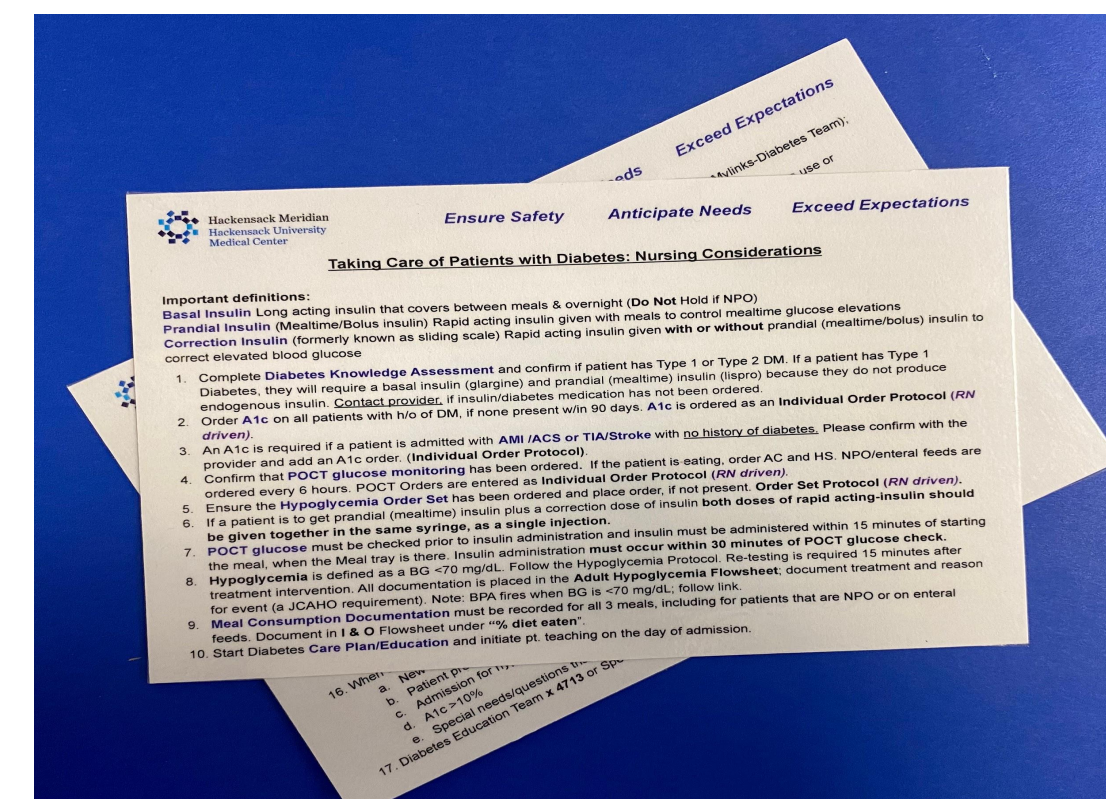 Exceed Expectations
eds
Mylinks-Diabetes Team);
use or
Hackensack Meridian
Hackensack University
Medical Center
Ensure Safety Anticipate Needs Exceed Expectations
Taking Care of Patients with Diabetes: Nursing Considerations
Important definitions:
Basal Insulin Long acting insulin that covers between meals & overnight (Do Not Hold if NPO)
Prandial Insulin (Mealtime/Bolus insulin) Rapid acting insulin given with meals to control mealtime glucose elevations
Correction Insulin (formerly known as sliding scale) Rapid acting insulin given with or without prandial (mealtime/bolus) insulin to
correct elevated blood glucose
1. Complete Diabetes Knowledge Assessment and confirm if patient has Type 1 or Type 2 DM. If a patient has Type 1
Diabetes, they will require a basal insulin (glargine) and prandial (mealtime) insulin (lispro) because they do not produce
endogenous insulin. Contact provider, if insulin/diabetes medication has not been ordered.
2. Order A1c on all patients with h/o of DM, if none present w/in 90 days. A1c is ordered as an Individual Order Protocol (RN
driven).
3. An A1c is required if a patient is admitted with AMI /ACS or TIA/Stroke with no history of diabetes. Please confirm with the
provider and add an A1c order. (Individual Order Protocol).
4. Confirm that POCT glucose monitoring has been ordered. If the patient is eating, order AC and HS. NPO/enteral feeds are
ordered every 6 hours. POCT Orders are entered as Individual Order Protocol (RN driven).
5. Ensure the Hypoglycemia Order Set has been ordered and place order, if not present. Order Set Protocol (RN driven).
6. If a patient is to get prandial (mealtime) insulin plus a correction dose of insulin both doses of rapid acting-insulin should
be given together in the same syringe, as a single injection.
7. POCT glucose must be checked prior to insulin administration and insulin must be administered within 15 minutes of starting
the meal, when the Meal tray is there. Insulin administration must occur within 30 minutes of POCT glucose check.
8. Hypoglycemia is defined as a BG <70 mg/dL. Follow the Hypoglycemia Protocol. Re-testing is required 15 minutes after
treatment intervention. All documentation is placed in the Adult Hypoglycemia Flowsheet; document treatment and reason
for event (a JCAHO requirement). Note: BPA fires when BG is <70 mg/dL; follow link.
9. Meal Consumption Documentation must be recorded for all 3 meals, including for patients that are NPO or on enteral
feeds. Document in I & O Flowsheet under "% diet eaten".
10. Start Diabetes Care Plan/Education and initiate pt. teaching on the day of admission.
16. When
a. New
b. Patient
c. Admission for
d. A1c >10%
e. Special needs/questions
17. Diabetes Education Team x 4713 or